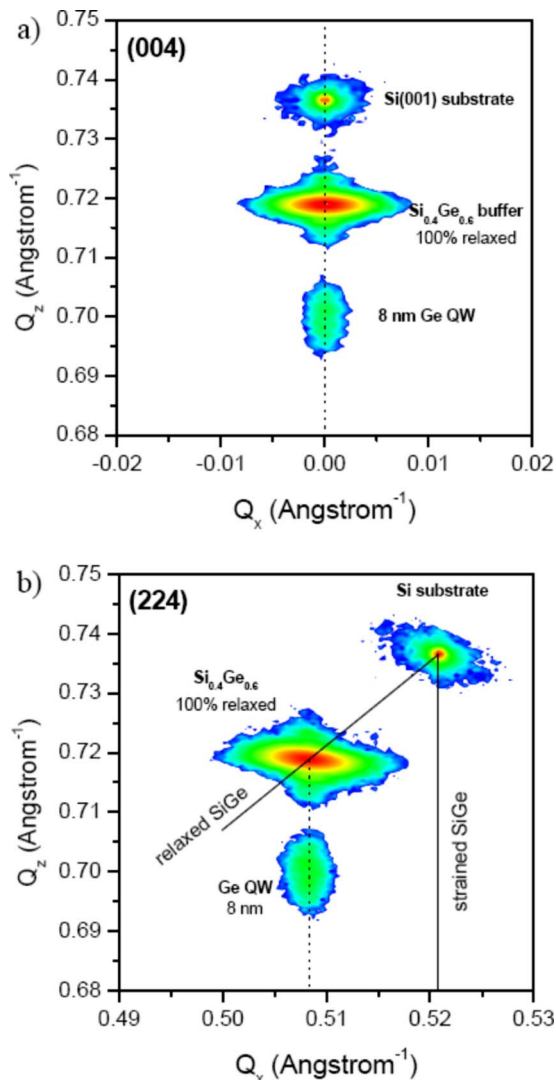 a)
(004)
0.75
0.74
0.73
0.72
0.71
0.70
0.69
0.68
Q_z (Angstrom⁻¹)
Si(001) substrate
Si₀.₄Ge₀.₆ buffer
100% relaxed
8 nm Ge QW
-0.02
-0.01
0.00
0.01
0.02
Q_x (Angstrom⁻¹)
b)
(224)
0.75
0.74
0.73
0.72
0.71
0.70
0.69
0.68
Q_z (Angstrom⁻¹)
Si substrate
Si₀.₄Ge₀.₆
100% relaxed
relaxed SiGe
Ge QW
8 nm
strained SiGe
0.49
0.50
0.51
0.52
0.53
Q_x (Angstrom⁻¹)